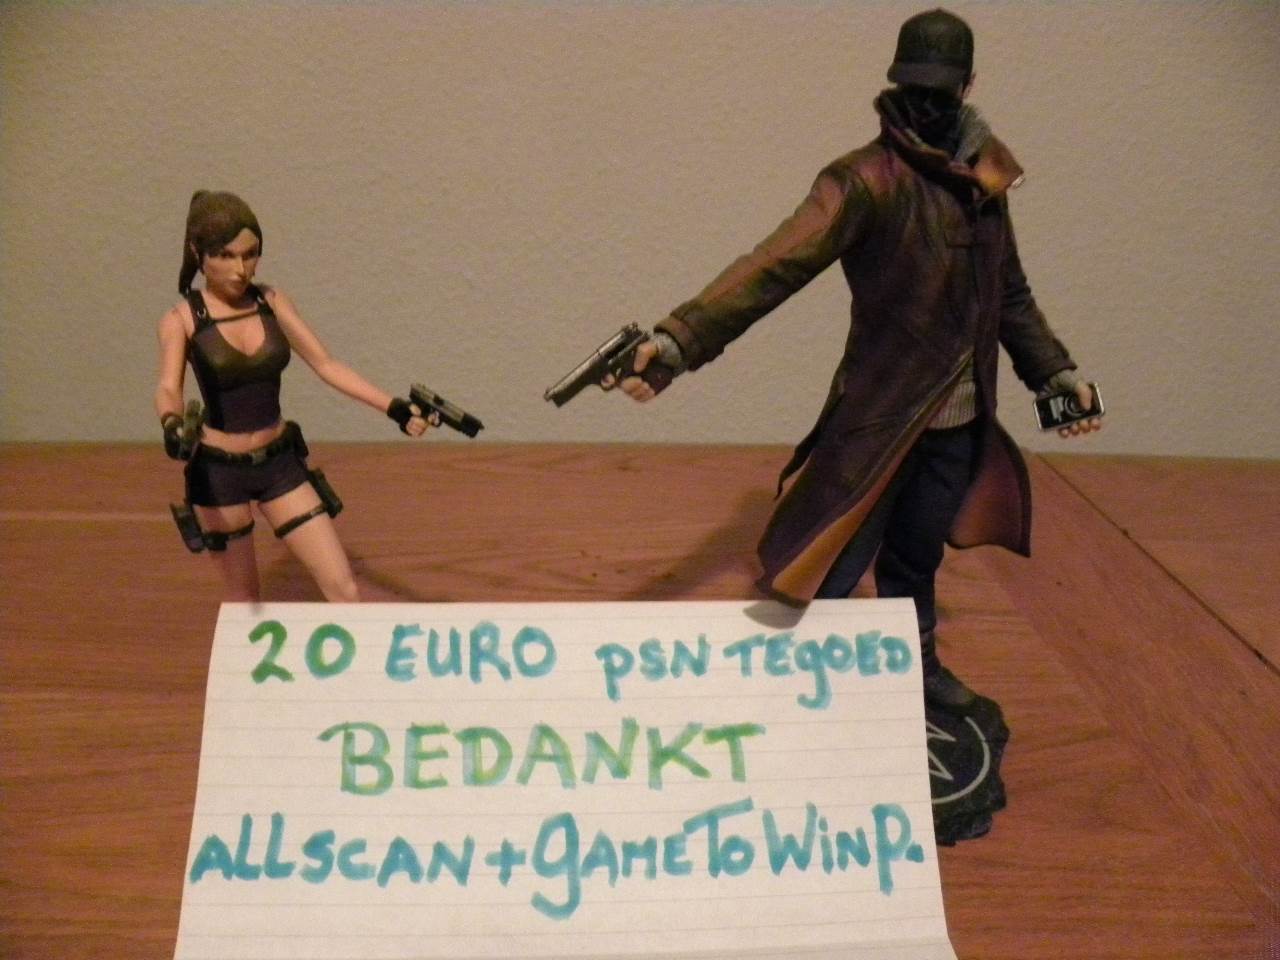 20 EURO PSN TEgOED
BEDANKT
ALLSCAN+gAMEToWinP.